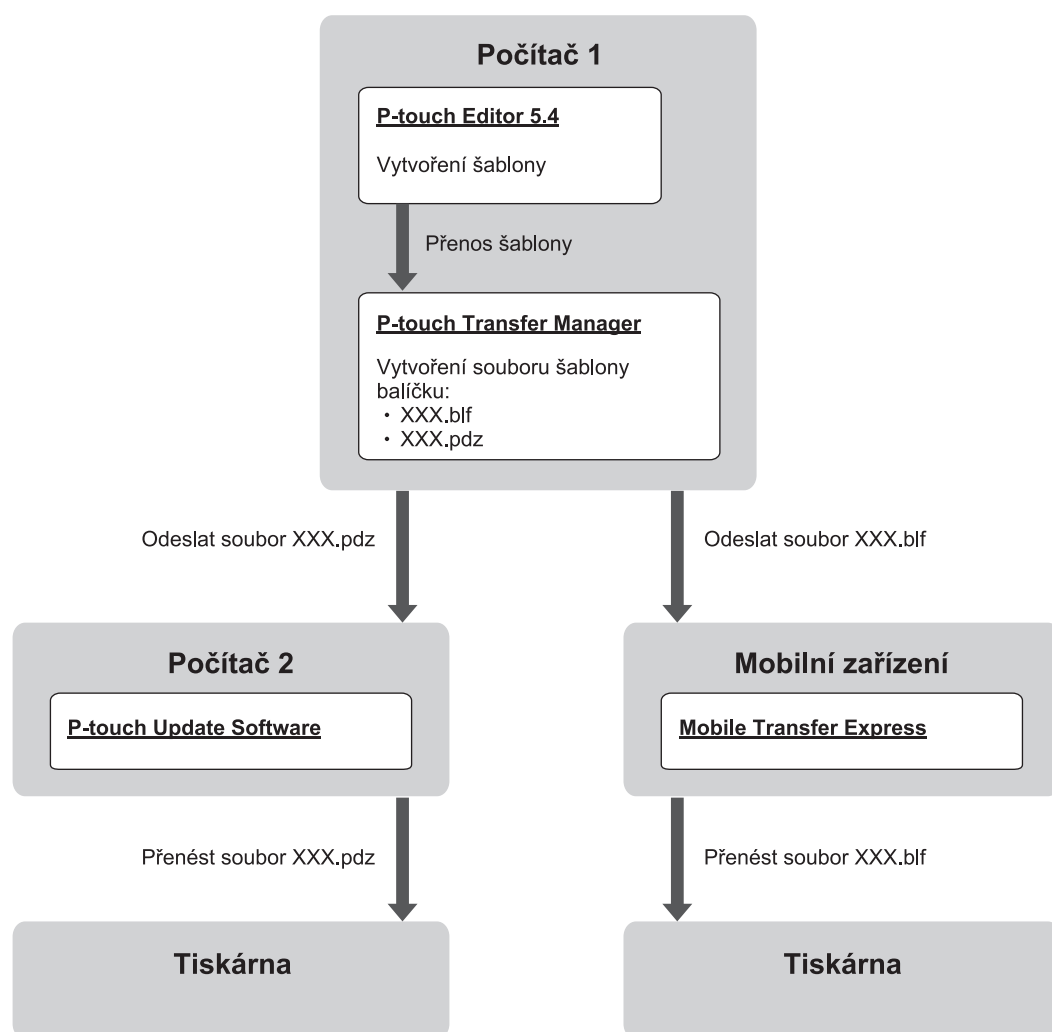 Počítač 1
P-touch Editor 5.4
Vytvoření šablony
Přenos šablony
P-touch Transfer Manager
Vytvoření souboru šablony
balíčku:
• XXX.blf
• XXX.pdz
Odeslat soubor XXX.pdz
Odeslat soubor XXX.blf
Počítač 2
Mobilní zařízení
P-touch Update Software
Mobile Transfer Express
Přenést soubor XXX.pdz
Přenést soubor XXX.blf
Tiskárna
Tiskárna